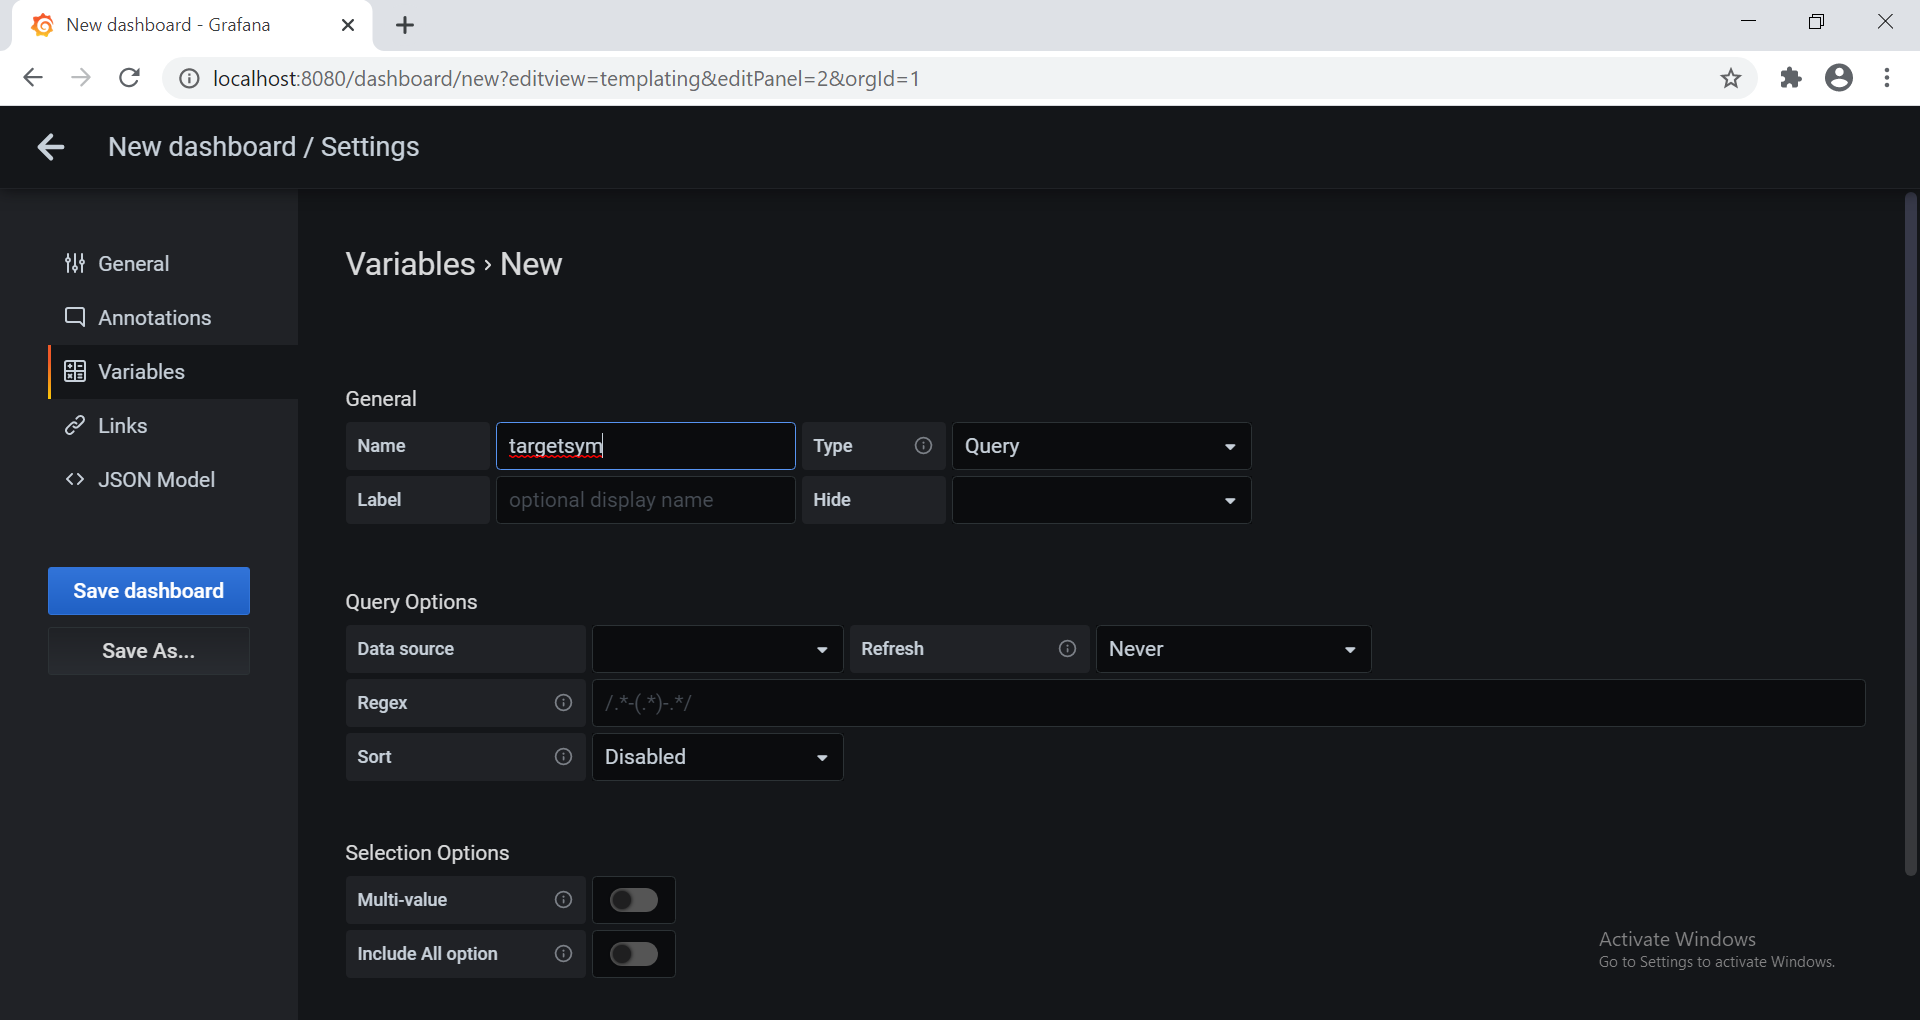 New dashboard - Grafana
localhost:8080/dashboard/new?editview=templating&editPanel=2&orgId=1
New dashboard / Settings
General
Annotations
Variables
Links
JSON Model
Save dashboard
Save As...
Variables › New
General
Name targetsym Type Query
Label optional display name Hide
Query Options
Data source Refresh Never
Regex /.*-(.*)-.*/
Sort Disabled
Selection Options
Multi-value
Include All option
Activate Windows
Go to Settings to activate Windows.